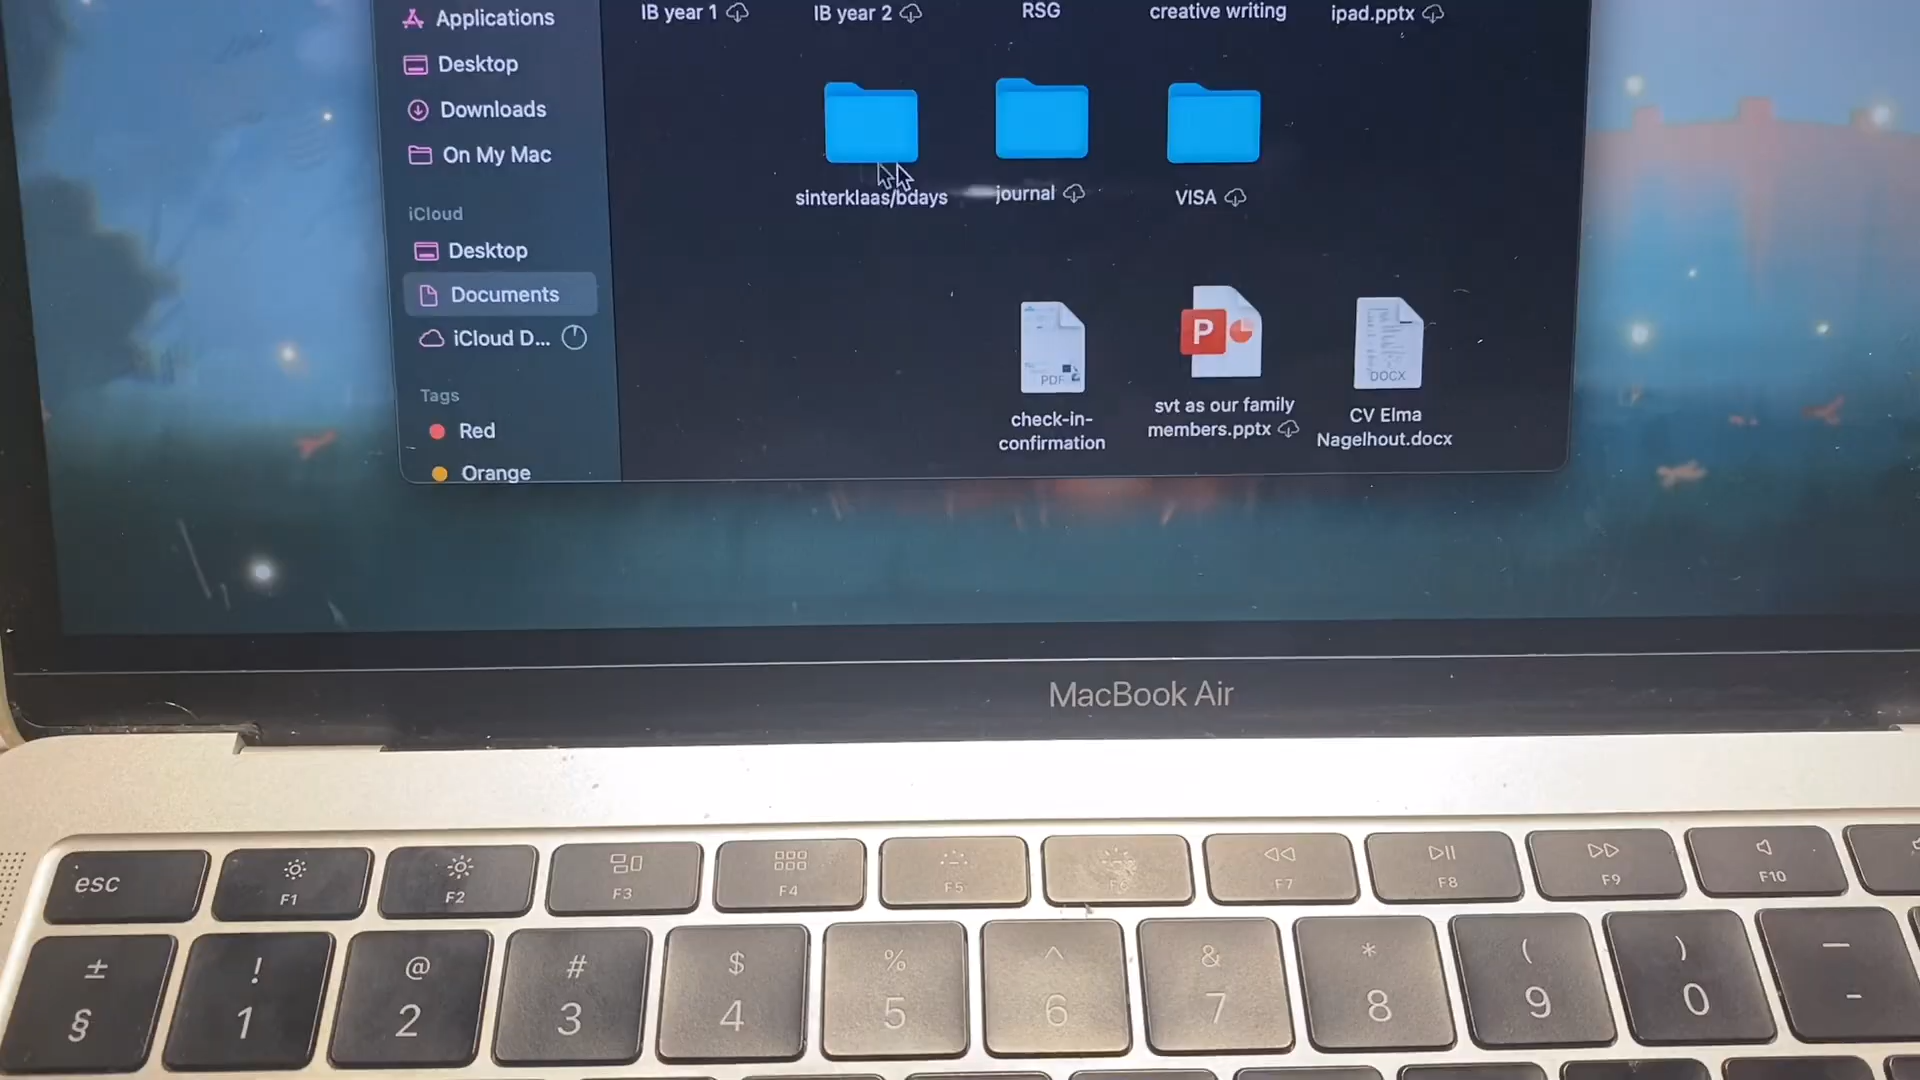 Applications
Desktop
Downloads
On My Mac
iCloud
Desktop
Documents
iCloud D...
Tags
Red
Orange
IB year 1
IB year 2
RSG
creative writing
ipad.pptx
sinterklaas/bdays
journal
VISA
PDF
check-in-
confirmation
P
svt as our family
members.pptx
DOCX
CV Elma
Nagelhout.docx
MacBook Air
esc
F1
F2
F3
F4
F5
F7
F8
F9
F10
± ! @ # $ % ^ & * ( ) —
§ 1 2 3 4 5 6 7 8 9 0 -